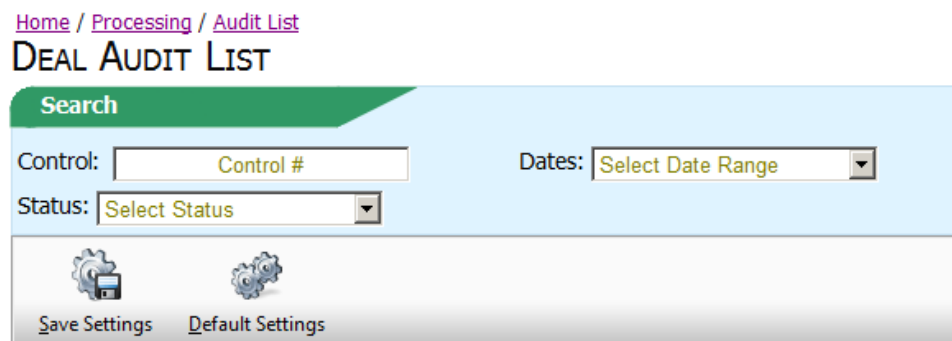 Home / Processing / Audit List
Deal Audit List
Search
Control: Control # Dates: Select Date Range
Status: Select Status
Save Settings Default Settings